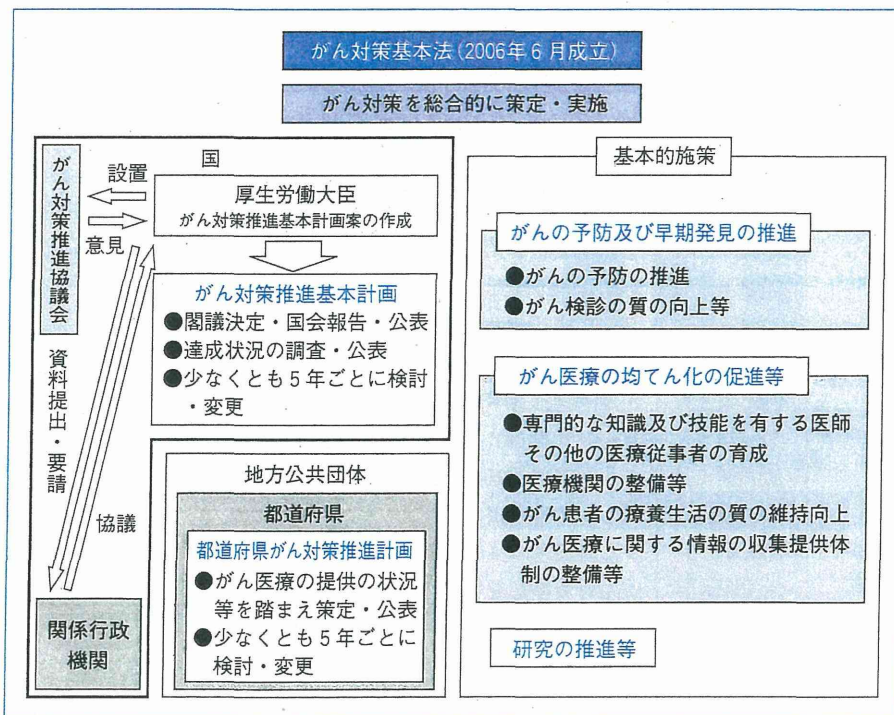 がん対策基本法(2006年6月成立)
がん対策を総合的に策定・実施
国
がん対策推進協議会
設置
意見
厚生労働大臣
がん対策推進基本計画案の作成
がん対策推進基本計画
●閣議決定・国会報告・公表
●達成状況の調査・公表
●少なくとも5年ごとに検討
・変更
資料提出・要請
協議
関係行政
機関
地方公共団体
都道府県
都道府県がん対策推進計画
●がん医療の提供の状況
等を踏まえ策定・公表
●少なくとも5年ごとに
検討・変更
基本的施策
がんの予防及び早期発見の推進
●がんの予防の推進
●がん検診の質の向上等
がん医療の均てん化の促進等
●専門的な知識及び技能を有する医師
その他の医療従事者の育成
●医療機関の整備等
●がん患者の療養生活の質の維持向上
●がん医療に関する情報の収集提供体
制の整備等
研究の推進等